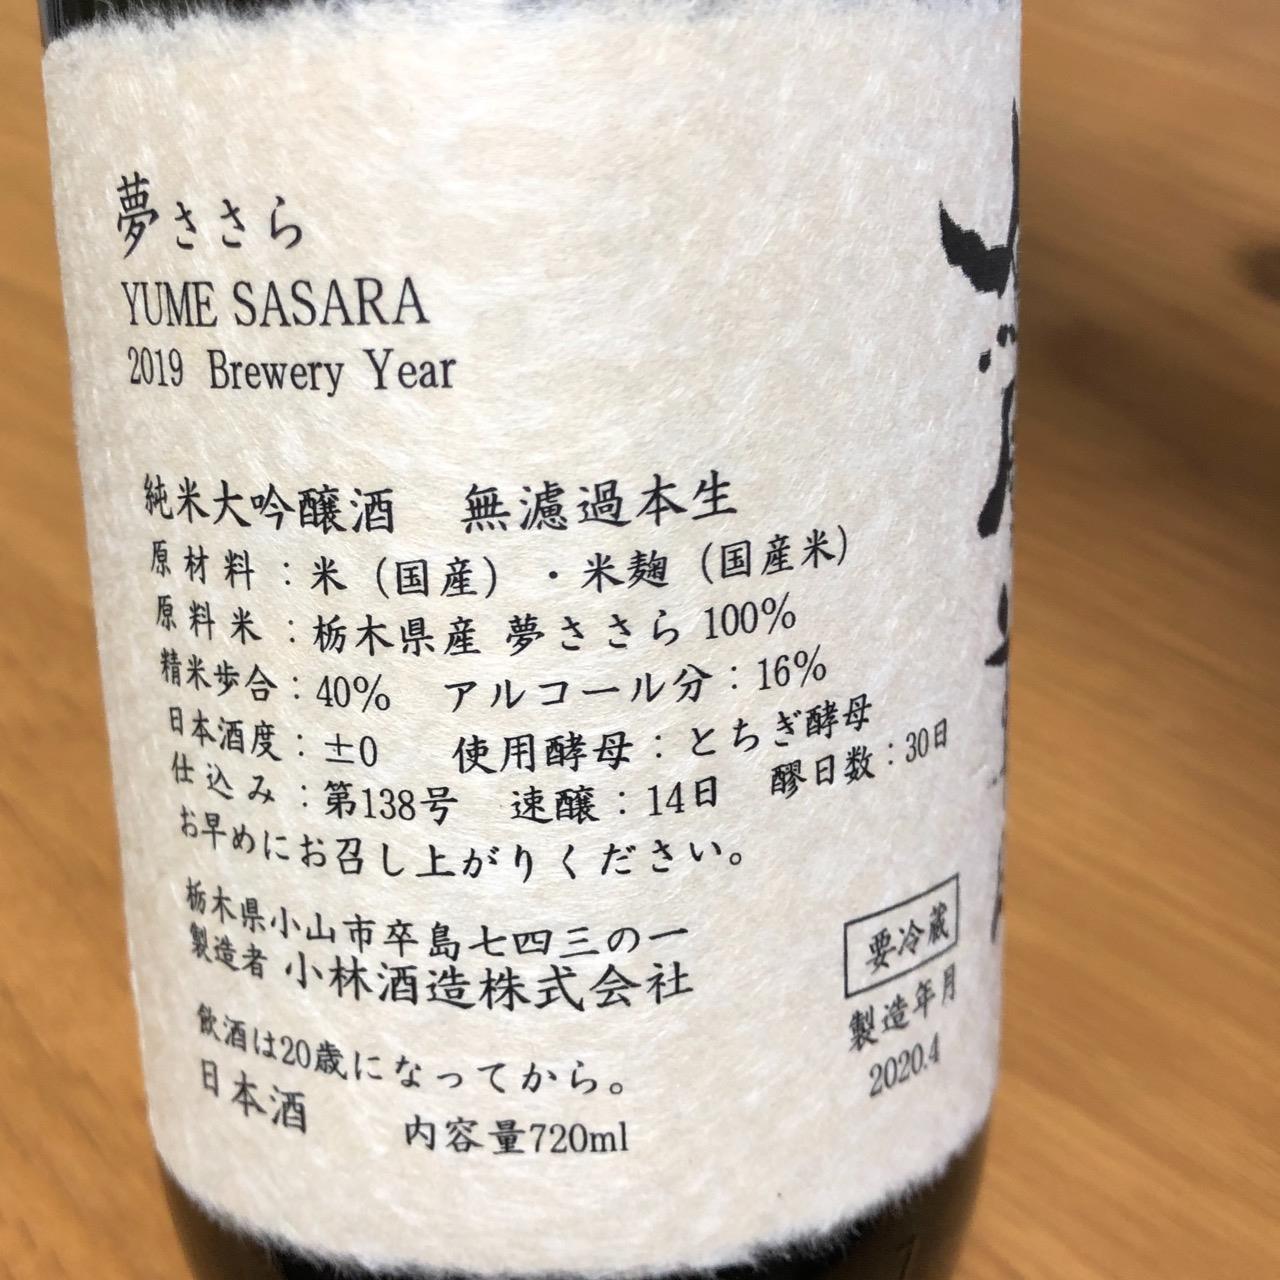 夢ささら
YUME SASARA
2019 Brewery Year
純米大吟醸酒 無濾過本生
原材料：米（国産）・米麹（国産米）
原料米：栃木県産 夢ささら 100%
精米歩合：40% アルコール分：16%
日本酒度：±0 使用酵母：とちぎ酵母
仕込み：第138号 速醸：14日 醪日数：30日
お早めにお召し上がりください。
栃木県小山市卒島七四三の一
製造者 小林酒造株式会社
飲酒は20歳になってから。
日本酒 内容量720ml
要冷蔵
製造年月
2020.4